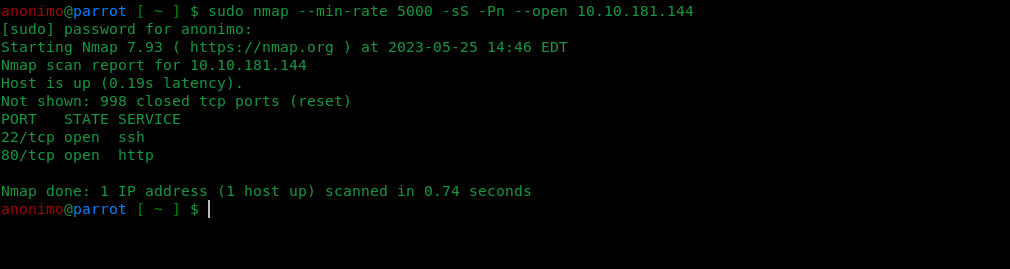 anonimo@parrot [ ~ ] $ sudo nmap --min-rate 5000 -sS -Pn --open 10.10.181.144
[sudo] password for anonimo:
Starting Nmap 7.93 ( https://nmap.org ) at 2023-05-25 14:46 EDT
Nmap scan report for 10.10.181.144
Host is up (0.19s latency).
Not shown: 998 closed tcp ports (reset)
PORT   STATE SERVICE
22/tcp open  ssh
80/tcp open  http
Nmap done: 1 IP address (1 host up) scanned in 0.74 seconds
anonimo@parrot [ ~ ] $